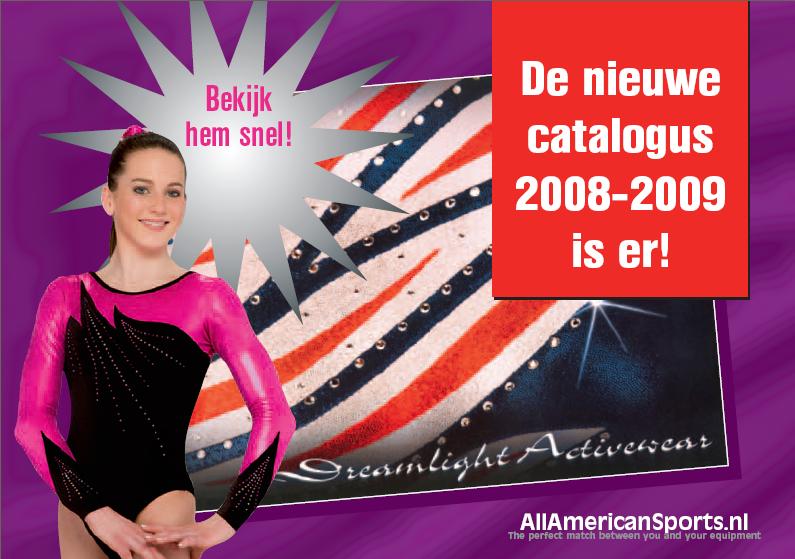 Bekijk
hem snel!
De nieuwe
catalogus
2008-2009
is er!
Dreamlight Activewear
AllAmericanSports.nl
The perfect match between you and your equipment